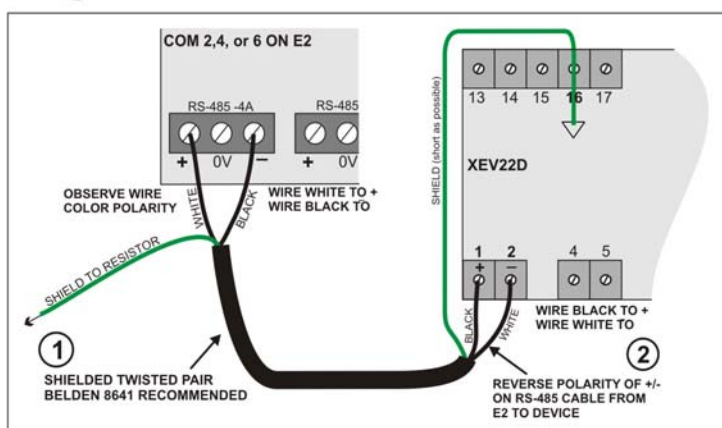 COM 2,4, or 6 ON E2
RS-485 -4A
RS-485
+ 0V −
+ 0V
OBSERVE WIRE
COLOR POLARITY
WHITE
BLACK
WIRE WHITE TO +
WIRE BLACK TO -
SHIELD TO RESISTOR
1
SHIELDED TWISTED PAIR
BELDEN 8641 RECOMMENDED
SHIELD (short as possible)
13 14 15 16 17
XEV22D
1 2 4 5
+ −
BLACK
WHITE
WIRE BLACK TO +
WIRE WHITE TO -
2
REVERSE POLARITY OF +/-
ON RS-485 CABLE FROM
E2 TO DEVICE